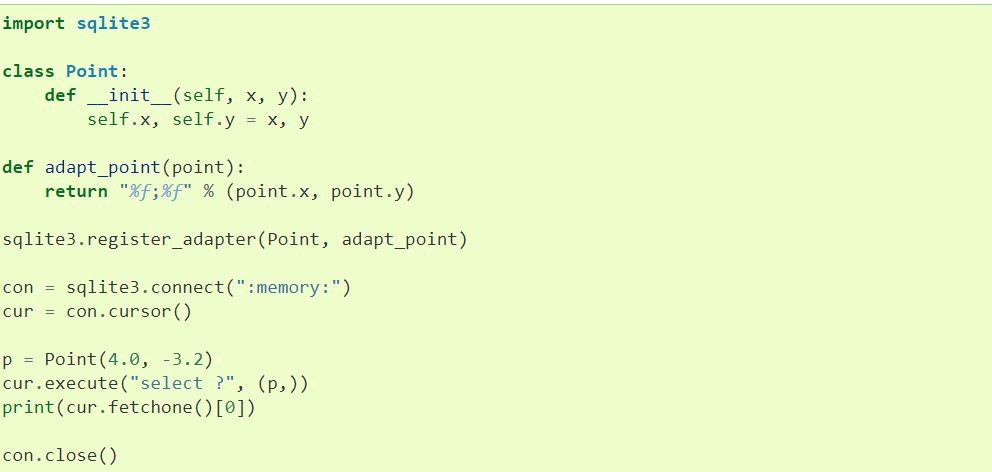 import sqlite3
class Point:
    def __init__(self, x, y):
        self.x, self.y = x, y
def adapt_point(point):
    return "%f;%f" % (point.x, point.y)
sqlite3.register_adapter(Point, adapt_point)
con = sqlite3.connect(":memory:")
cur = con.cursor()
p = Point(4.0, -3.2)
cur.execute("select ?", (p,))
print(cur.fetchone()[0])
con.close()